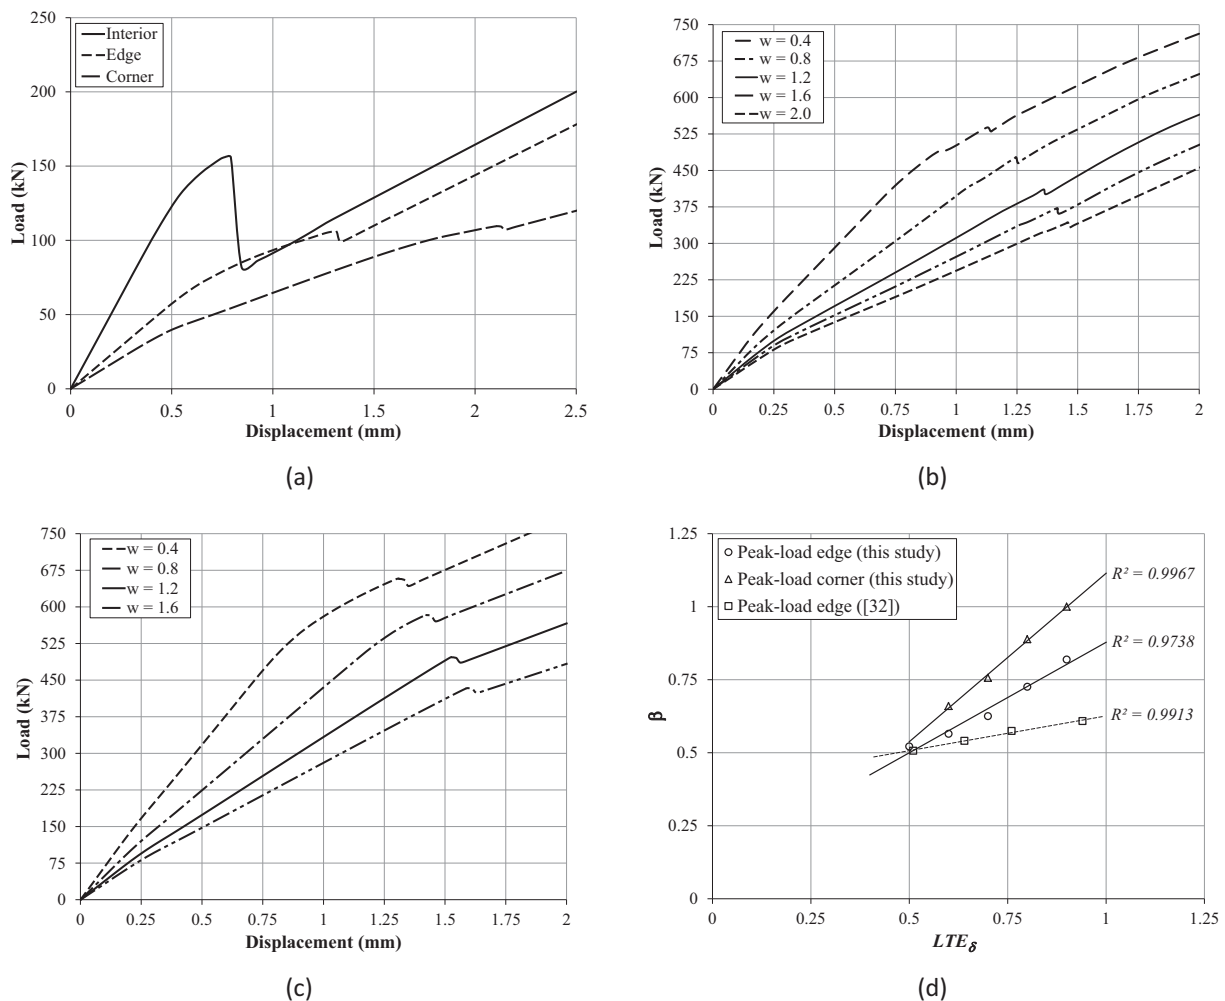 250
200
150
100
50
0
Load (kN)
Interior
Edge
Corner
0 0.5 1 1.5 2 2.5
Displacement (mm)
(a)
750
675
600
525
450
375
300
225
150
75
0
Load (kN)
w = 0.4
w = 0.8
w = 1.2
w = 1.6
w = 2.0
0 0.25 0.5 0.75 1 1.25 1.5 1.75 2
Displacement (mm)
(b)
750
675
600
525
450
375
300
225
150
75
0
Load (kN)
w = 0.4
w = 0.8
w = 1.2
w = 1.6
0 0.25 0.5 0.75 1 1.25 1.5 1.75 2
Displacement (mm)
(c)
1.25
1
0.75
0.5
0.25
0
β
Peak-load edge (this study)
Peak-load corner (this study)
Peak-load edge ([32])
R² = 0.9967
R² = 0.9738
R² = 0.9913
0 0.25 0.5 0.75 1 1.25
LTEδ
(d)